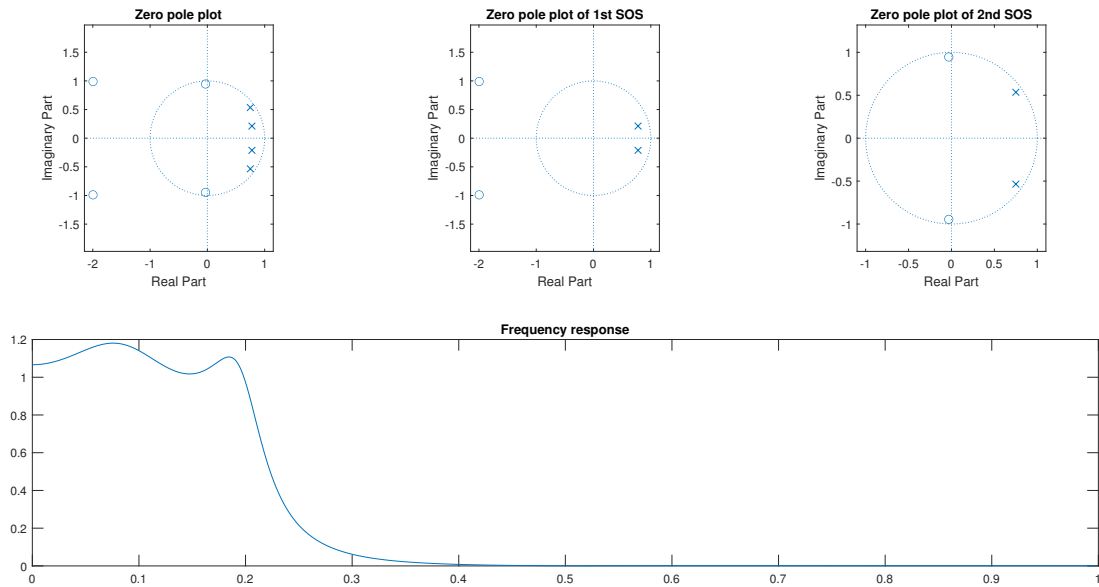 Zero pole plot
1.5
1
0.5
0
-0.5
-1
-1.5
Imaginary Part
-2 -1 0 1
Real Part
Zero pole plot of 1st SOS
1.5
1
0.5
0
-0.5
-1
-1.5
Imaginary Part
-2 -1 0 1
Real Part
Zero pole plot of 2nd SOS
1
0.5
0
-0.5
-1
Imaginary Part
-1 -0.5 0 0.5 1
Real Part
Frequency response
1.2
1
0.8
0.6
0.4
0.2
0
0 0.1 0.2 0.3 0.4 0.5 0.6 0.7 0.8 0.9 1